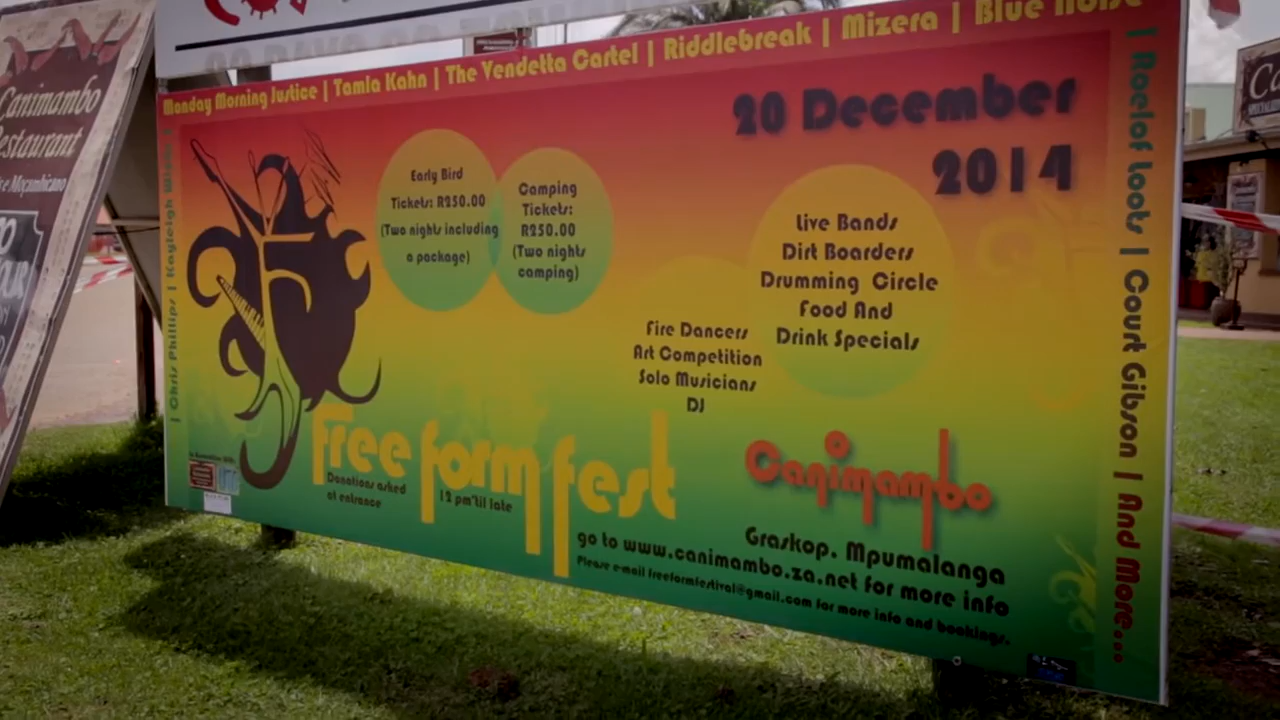 Canimambo
Restaurant
Monday Morning Justice | Tamla Kahn | The Vendetta Cartel | Riddlebreak | Mizera | Blue Noise
| Roelof Loots | Court Gibson | And More...
| Chris Phillips | Kayleigh
20 December
2014
Early Bird
Tickets: R250.00
(Two nights including
a package)
Camping
Tickets:
R250.00
(Two nights
camping)
Live Bands
Dirt Boarders
Drumming Circle
Food And
Drink Specials
Fire Dancers
Art Competition
Solo Musicians
DJ
free form fest
Donations asked
at entrance
12 pm'til late
Canimambo
Graskop. Mpumalanga
go to www.canimambo.za.net for more info
Please e-mail freeformfestival@gmail.com for more info and bookings.